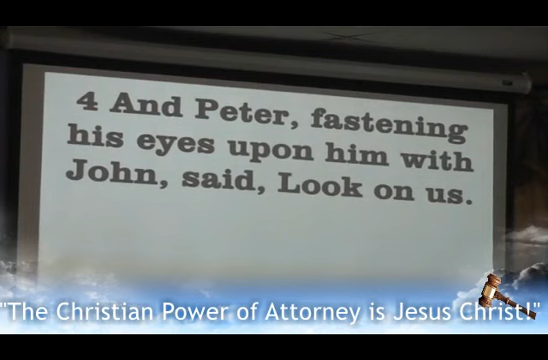 4 And Peter, fastening
his eyes upon him with
John, said, Look on us.
"The Christian Power of Attorney is Jesus Christ!"